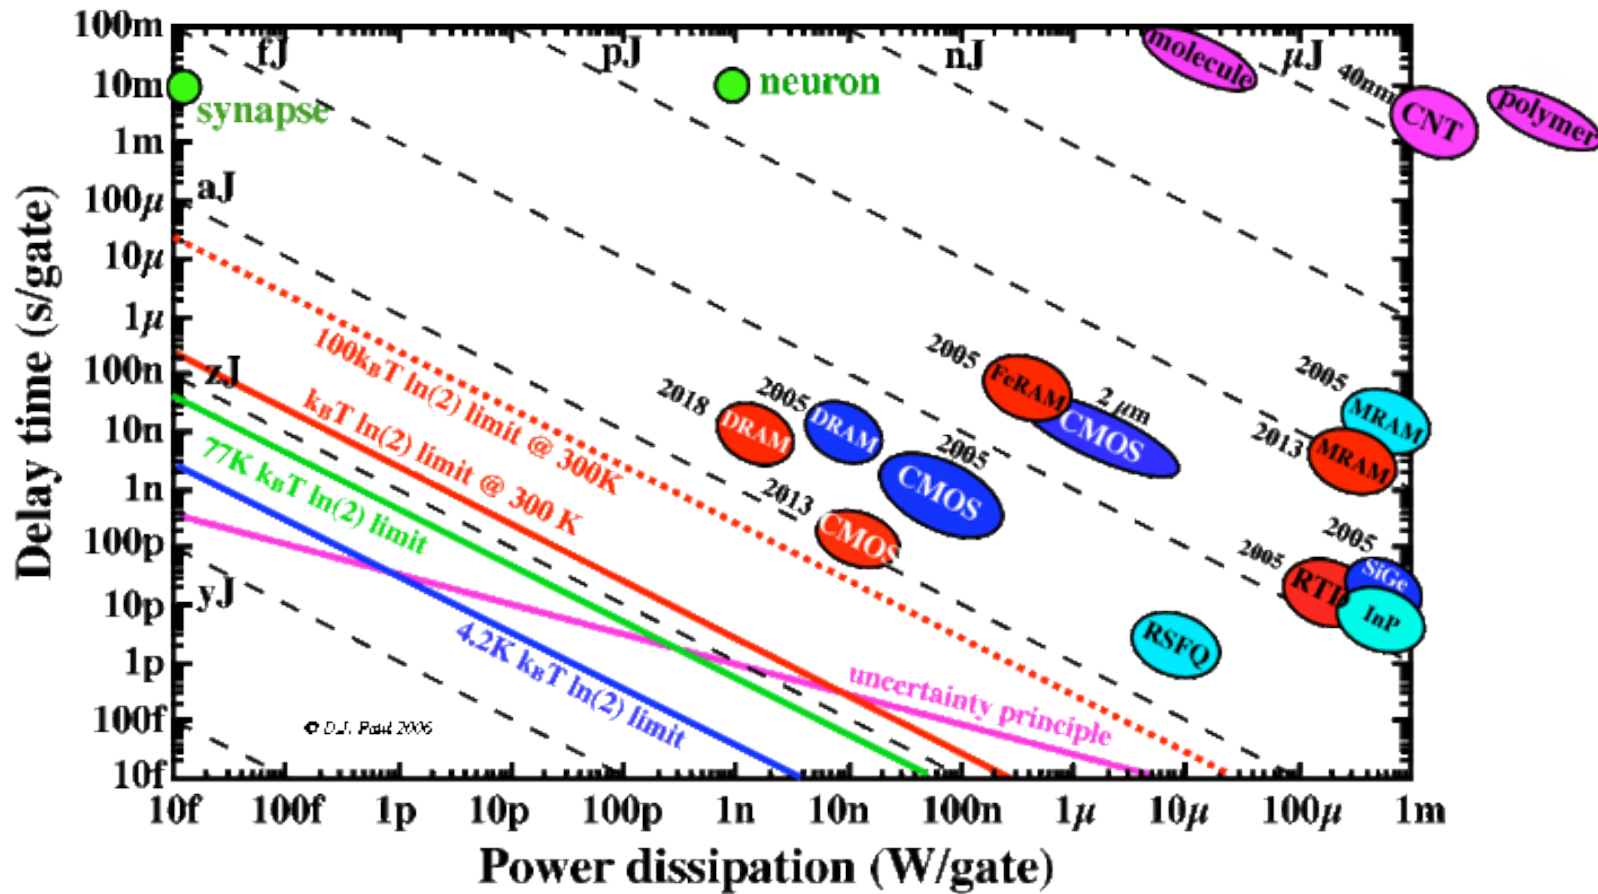 100m
10m
1m
100µ
10µ
1µ
100n
10n
1n
100p
10p
1p
100f
10f
Delay time (s/gate)
fJ
pJ
nJ
µJ
aJ
zJ
yJ
synapse
neuron
molecule
40nm
CNT
polymer
100kBT ln(2) limit @ 300K
kBT ln(2) limit @ 300 K
77K kBT ln(2) limit
4.2K kBT ln(2) limit
uncertainty principle
2018
DRAM
2005
DRAM
2005
FeRAM
2 µm
CMOS
2005
CMOS
2013
CMOS
2005
MRAM
2013
MRAM
2005
RTD
2005
SiGe
InP
RSFQ
© D.J. Paul 2006
10f
100f
1p
10p
100p
1n
10n
100n
1µ
10µ
100µ
1m
Power dissipation (W/gate)